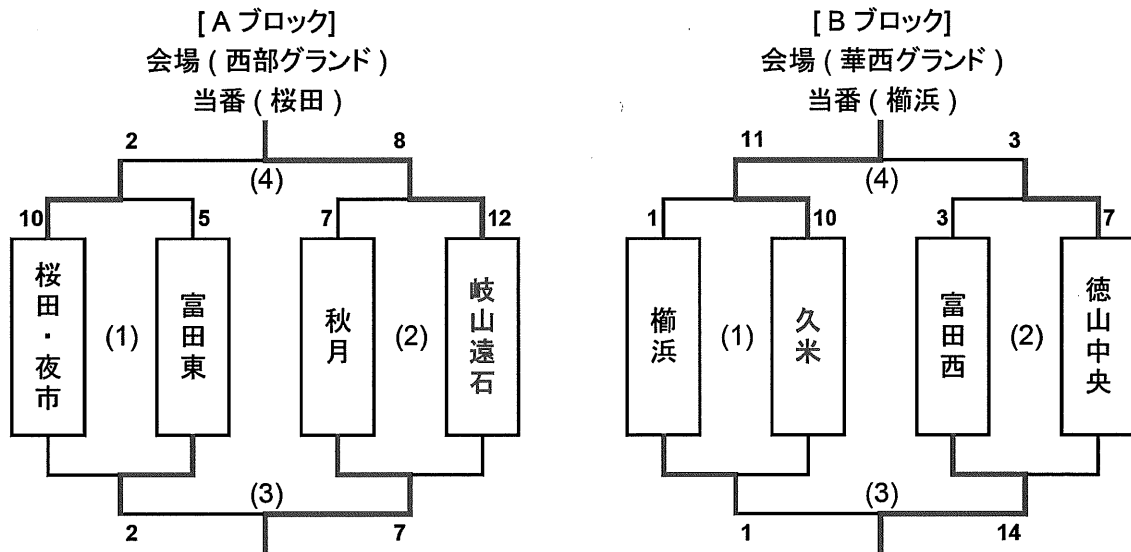 [ A ブロック]
会場 ( 西部グランド )
当番 ( 桜田 )
2 8
(4)
10 5 7 12
桜田・夜市
(1)
富田東
秋月
(2)
岐山遠石
(3)
2 7
[ B ブロック]
会場 ( 華西グランド )
当番 ( 櫛浜 )
11 3
(4)
1 10 3 7
櫛浜
(1)
久米
富田西
(2)
徳山中央
(3)
1 14